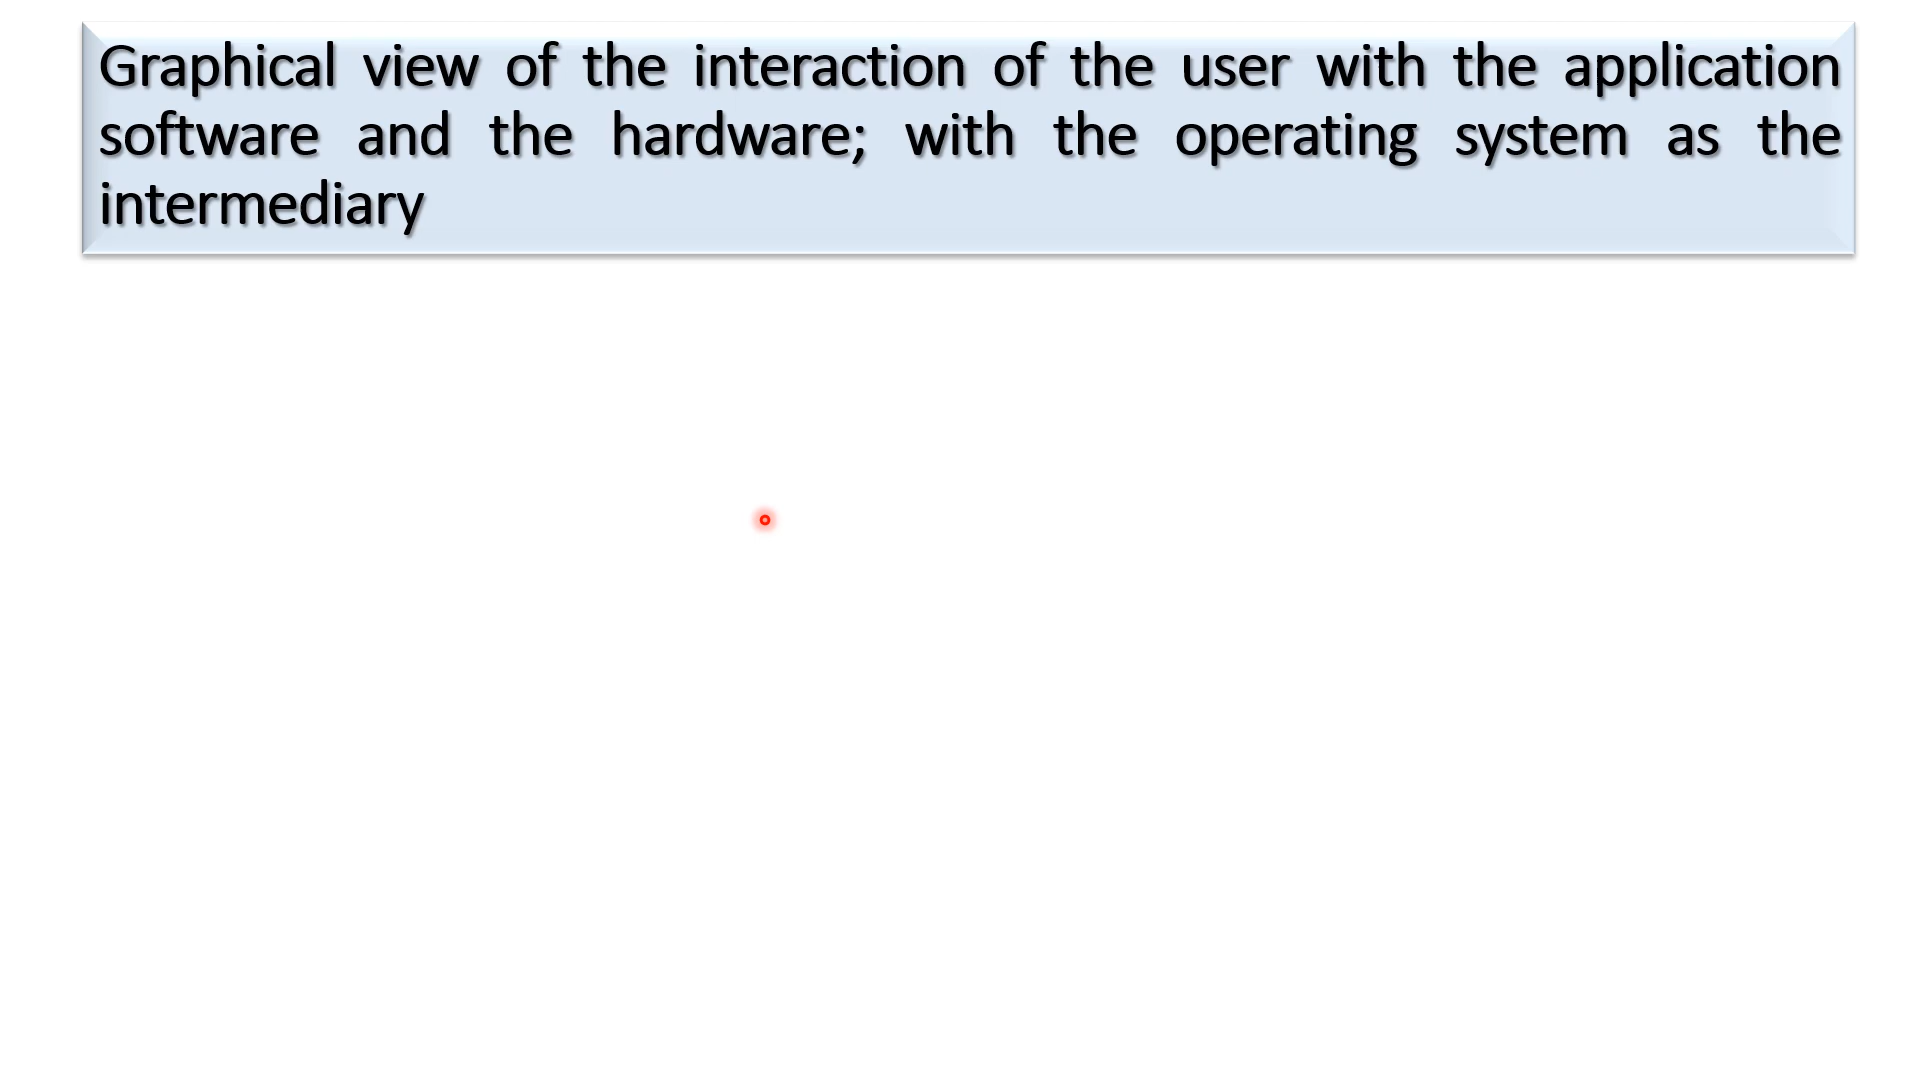 Graphical view of the interaction of the user with the application
software and the hardware; with the operating system as the
intermediary